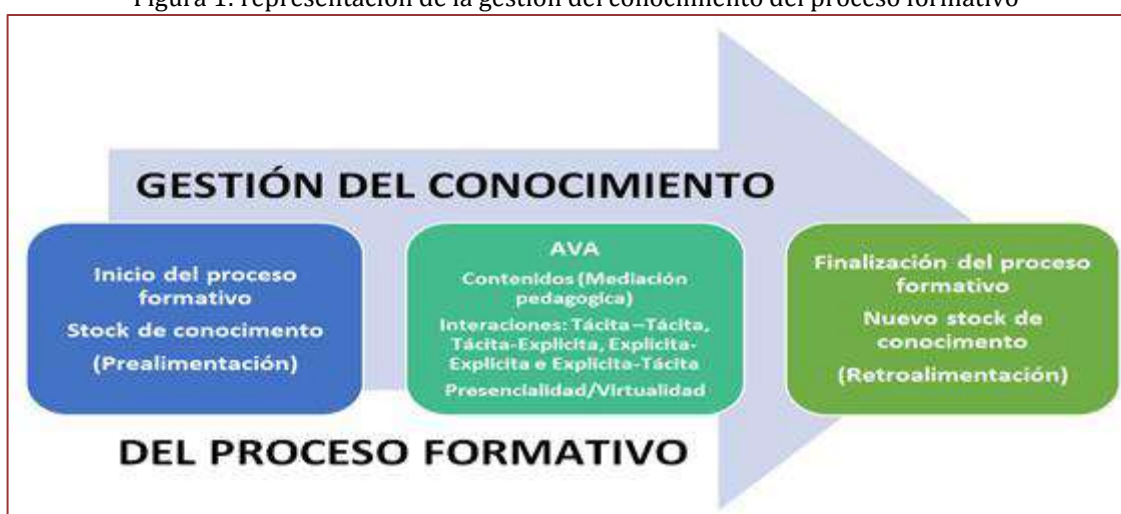 Figura 1: representación de la gestión del conocimiento del proceso formativo
GESTIÓN DEL CONOCIMIENTO
Inicio del proceso
formativo
Stock de conocimiento
(Prealimentación)
AVA
Contenidos (Mediación
pedagogica)
Interaciones: Tácita–Tácita,
Tácita-Explicita, Explicita-
Explicita e Explicita-Tácita
Presencialidad/Virtualidad
Finalización del proceso
formativo
Nuevo stock de
conocimiento
(Retroalimentación)
DEL PROCESO FORMATIVO